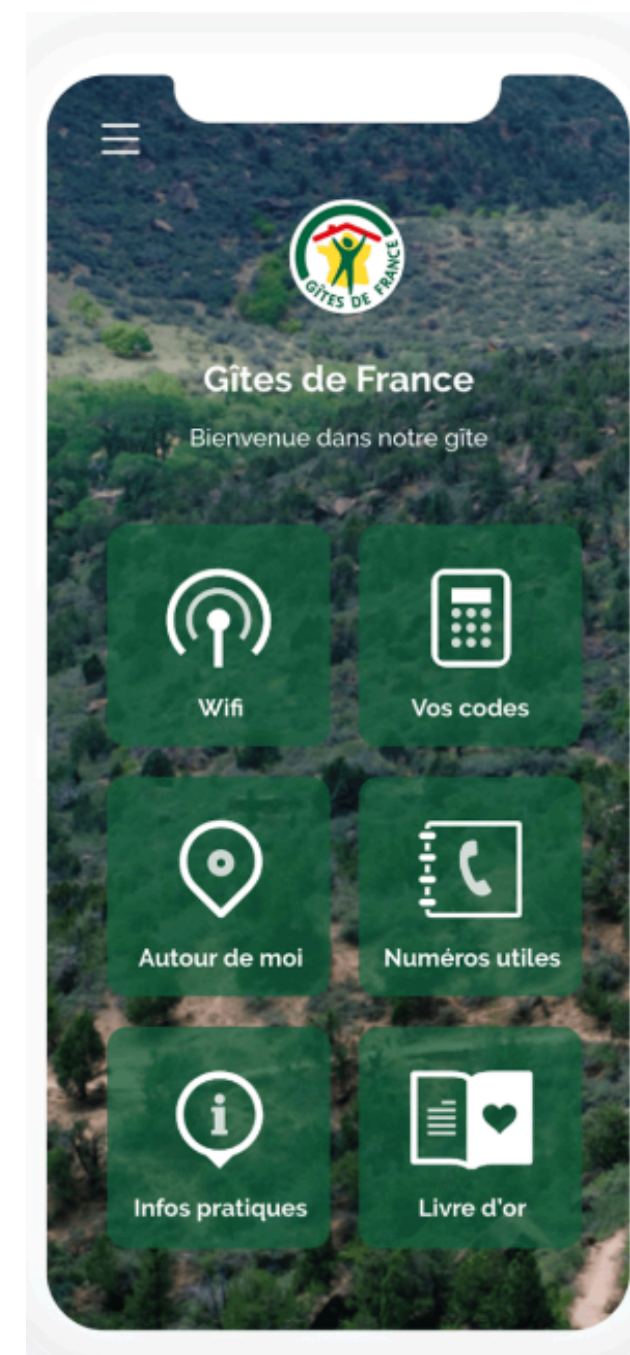 GÎTES DE FRANCE
Gîtes de France
Bienvenue dans notre gîte
Wifi
Vos codes
Autour de moi
Numéros utiles
i
Infos pratiques
Livre d'or